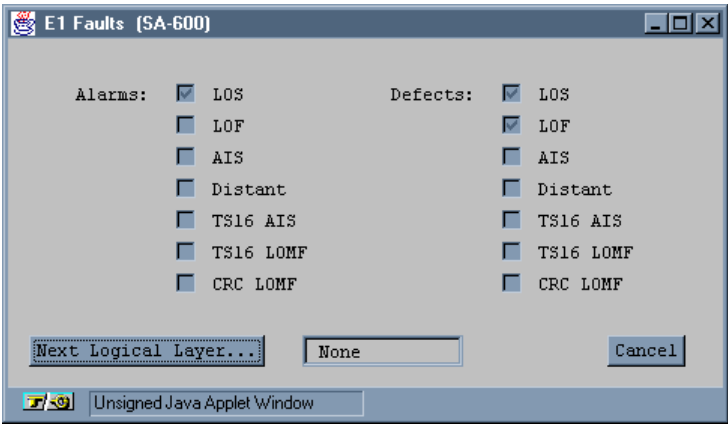 E1 Faults (SA-600)
Alarms: LOS Defects: LOS
LOF LOF
AIS AIS
Distant Distant
TS16 AIS TS16 AIS
TS16 LOMF TS16 LOMF
CRC LOMF CRC LOMF
Next Logical Layer... None Cancel
Unsigned Java Applet Window